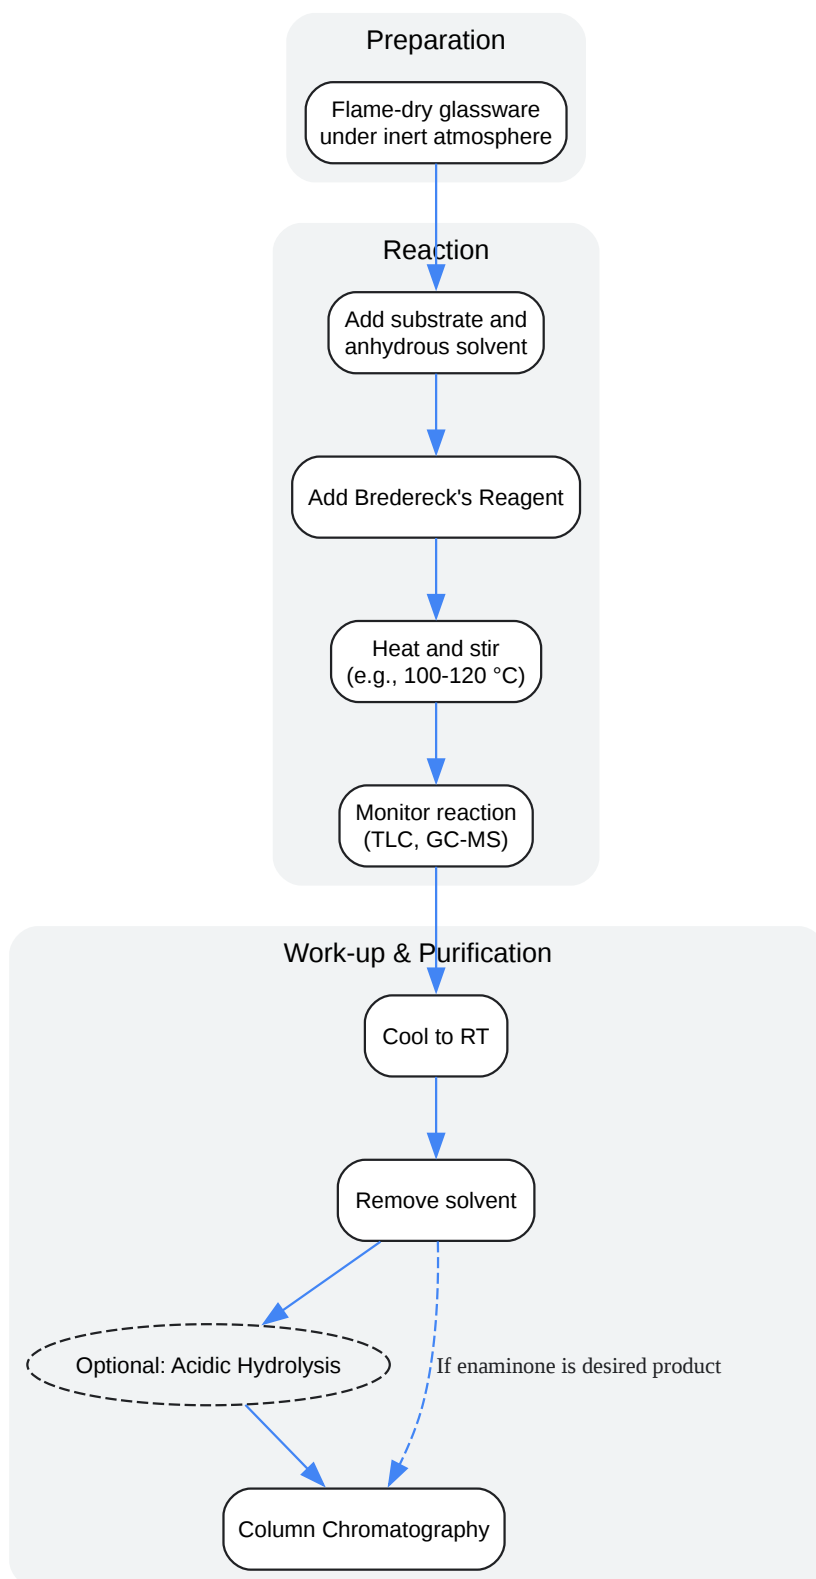 Preparation
Flame-dry glassware
under inert atmosphere
Reaction
Add substrate and
anhydrous solvent
Add Bredereck's Reagent
Heat and stir
(e.g., 100-120 °C)
Monitor reaction
(TLC, GC-MS)
Work-up & Purification
Cool to RT
Remove solvent
Optional: Acidic Hydrolysis
If enaminone is desired product
Column Chromatography